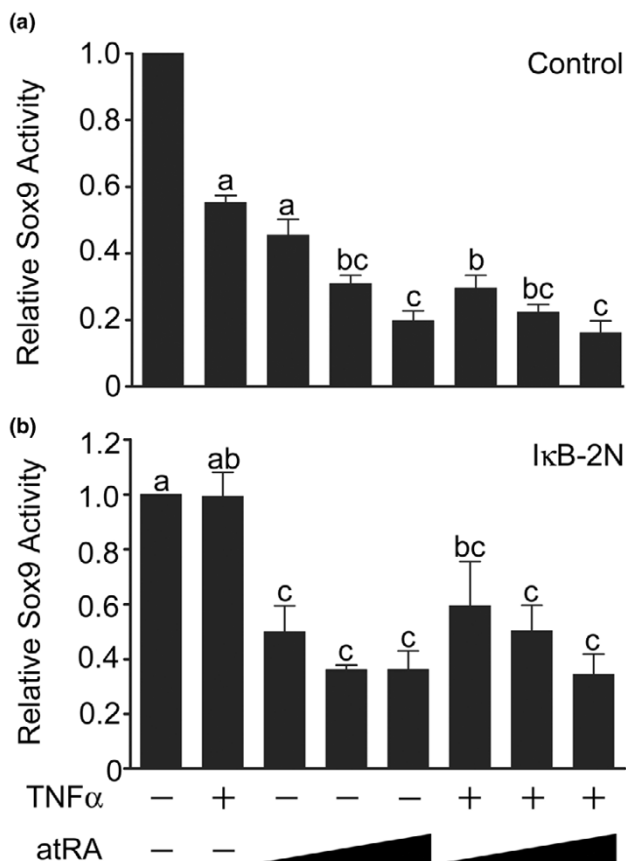 (a)
Control
Relative Sox9 Activity
1.0
0.8
0.6
0.4
0.2
0
a
a
bc
c
b
bc
c
(b)
IκB-2N
Relative Sox9 Activity
1.2
1.0
0.8
0.6
0.4
0.2
0
a
ab
c
c
c
bc
c
c
TNFα − + − − − + + +
atRA − −